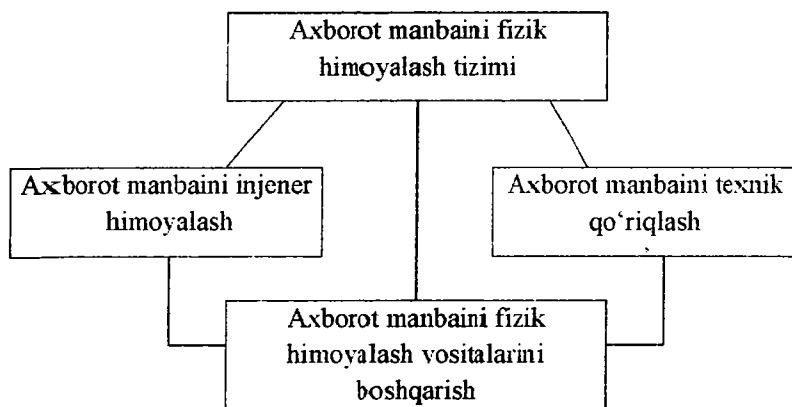 Axborot manbaini fizik
himoyalash tizimi
Axborot manbaini injener
himoyalash
Axborot manbaini texnik
qo‘riqlash
Axborot manbaini fizik
himoyalash vositalarini
boshqarish